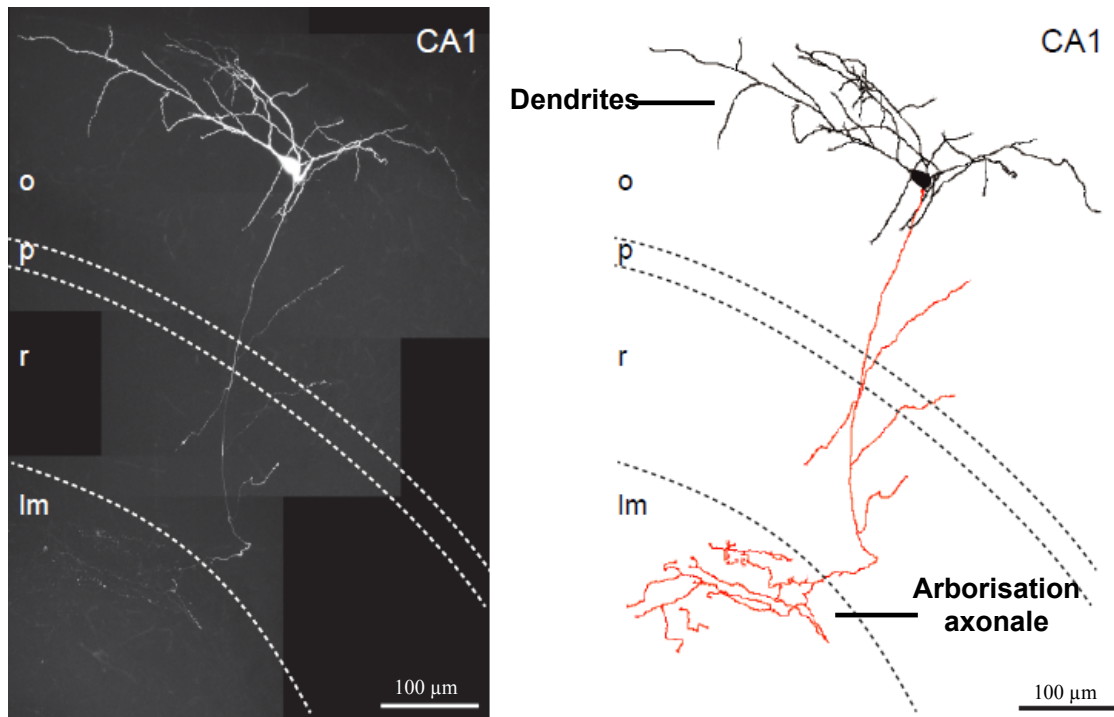 CA1
o
p
r
lm
100 µm
CA1
Dendrites
o
p
r
lm
Arborisation
axonale
100 µm